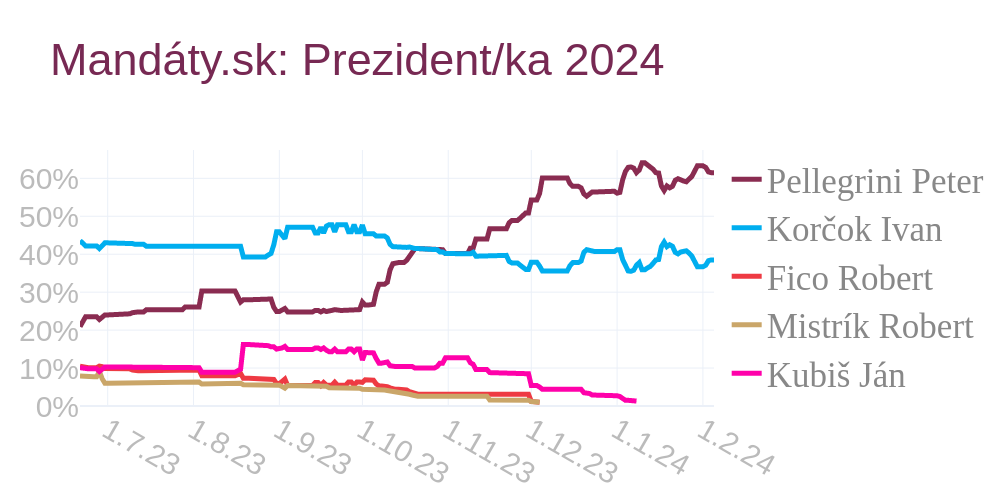 Mandáty.sk: Prezident/ka 2024
60%
50%
40%
30%
20%
10%
0%
1.7.23
1.8.23
1.9.23
1.10.23
1.11.23
1.12.23
1.1.24
1.2.24
Pellegrini Peter
Korčok Ivan
Fico Robert
Mistrík Robert
Kubiš Ján